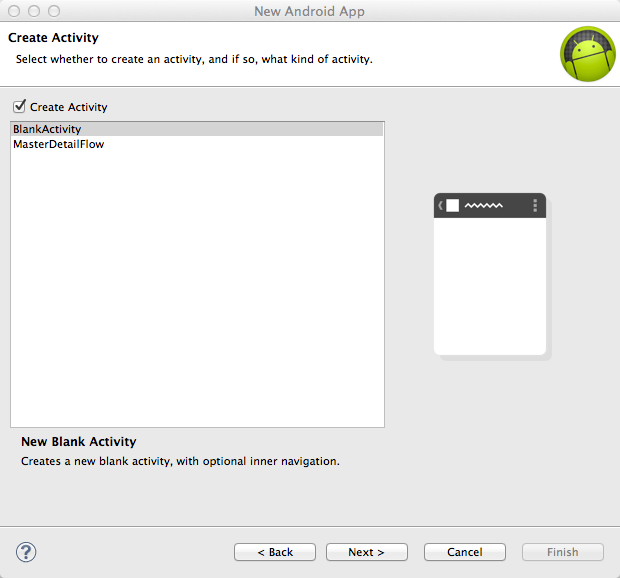 New Android App
Create Activity
Select whether to create an activity, and if so, what kind of activity.
Create Activity
BlankActivity
MasterDetailFlow
New Blank Activity
Creates a new blank activity, with optional inner navigation.
?
< Back
Next >
Cancel
Finish